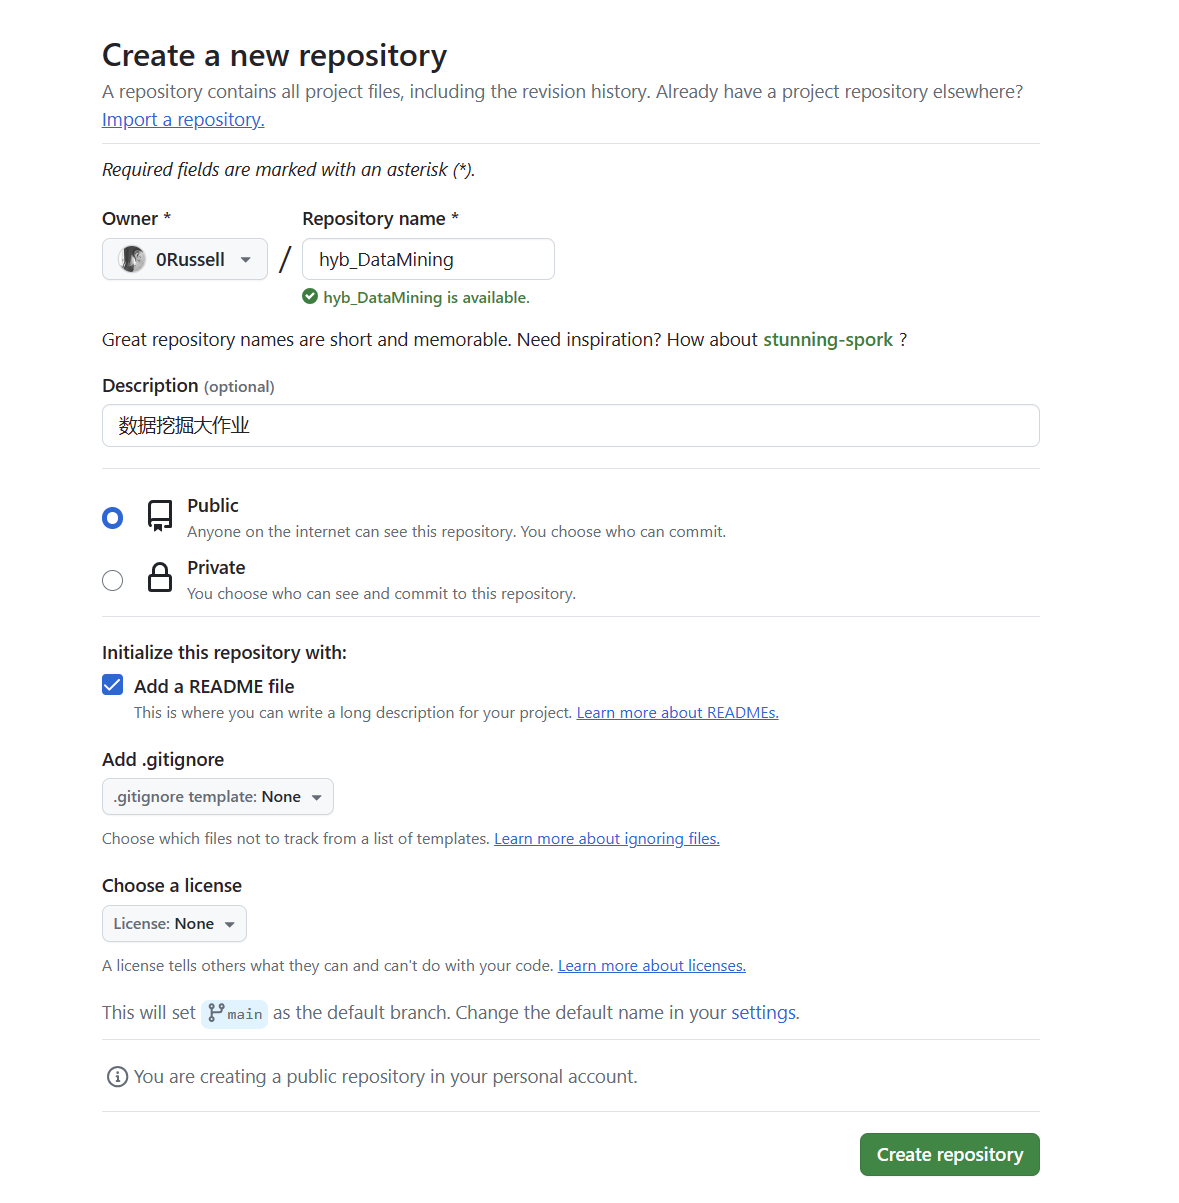 Create a new repository
A repository contains all project files, including the revision history. Already have a project repository elsewhere?
Import a repository.
Required fields are marked with an asterisk (*).
Owner * Repository name *
0Russell / hyb_DataMining
hyb_DataMining is available.
Great repository names are short and memorable. Need inspiration? How about stunning-spork ?
Description (optional)
数据挖掘大作业
Public
Anyone on the internet can see this repository. You choose who can commit.
Private
You choose who can see and commit to this repository.
Initialize this repository with:
Add a README file
This is where you can write a long description for your project. Learn more about READMEs.
Add .gitignore
.gitignore template: None
Choose which files not to track from a list of templates. Learn more about ignoring files.
Choose a license
License: None
A license tells others what they can and can't do with your code. Learn more about licenses.
This will set main as the default branch. Change the default name in your settings.
You are creating a public repository in your personal account.
Create repository